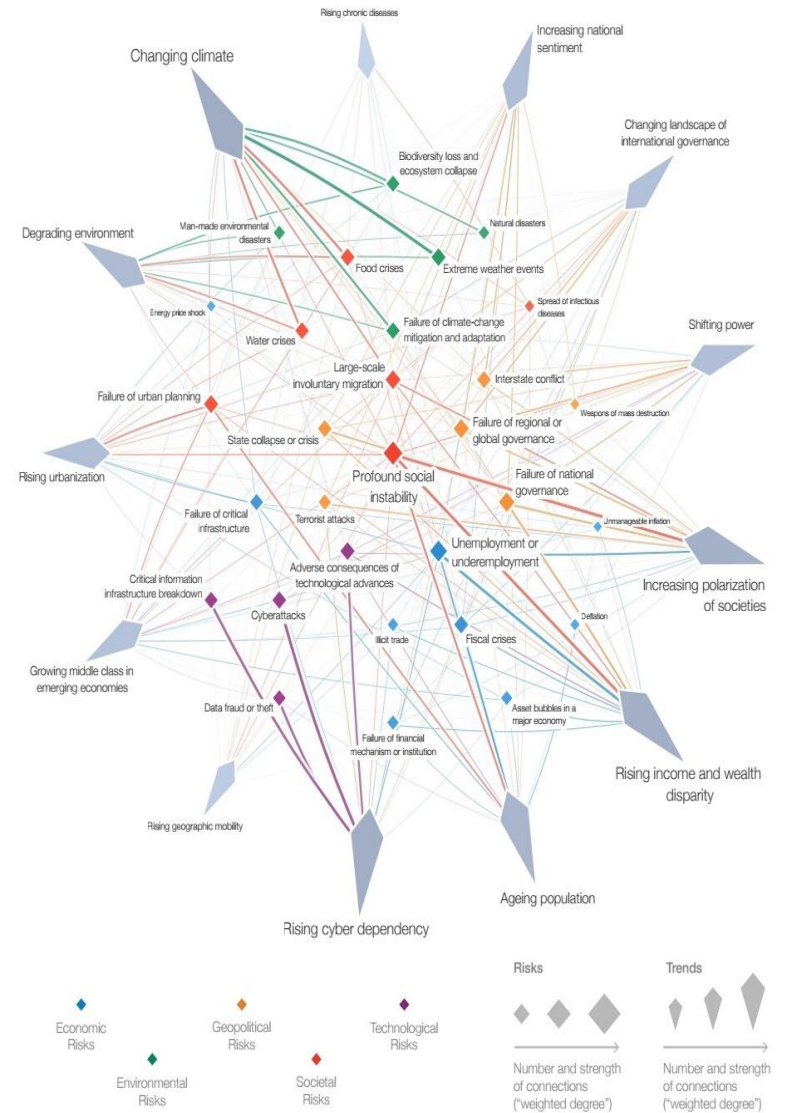 Rising chronic diseases
Increasing national
sentiment
Changing climate
Changing landscape of
international governance
Biodiversity loss and
ecosystem collapse
Degrading environment
Man-made environmental
disasters
Natural disasters
Food crises
Extreme weather events
Energy price shock
Spread of infectious
diseases
Water crises
Failure of climate-change
mitigation and adaptation
Shifting power
Large-scale
involuntary migration
Interstate conflict
Failure of urban planning
Weapons of mass destruction
State collapse or crisis
Failure of regional or
global governance
Rising urbanization
Profound social
instability
Failure of national
governance
Failure of critical
infrastructure
Terrorist attacks
Unmanageable inflation
Unemployment or
underemployment
Adverse consequences of
technological advances
Critical information
infrastructure breakdown
Cyberattacks
Increasing polarization
of societies
Illicit trade
Fiscal crises
Deflation
Growing middle class in
emerging economies
Data fraud or theft
Asset bubbles in a
major economy
Failure of financial
mechanism or institution
Rising income and wealth
disparity
Rising geographic mobility
Ageing population
Rising cyber dependency
Risks
Trends
Economic
Risks
Geopolitical
Risks
Technological
Risks
Environmental
Risks
Societal
Risks
Number and strength
of connections
("weighted degree")
Number and strength
of connections
("weighted degree")